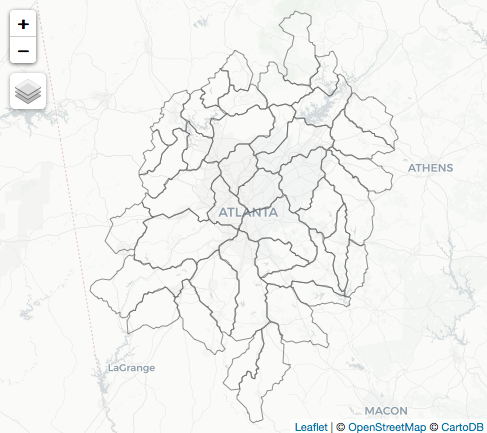 +
−
ATHENS
ATLANTA
LaGrange
MACON
Leaflet | © OpenStreetMap © CartoDB